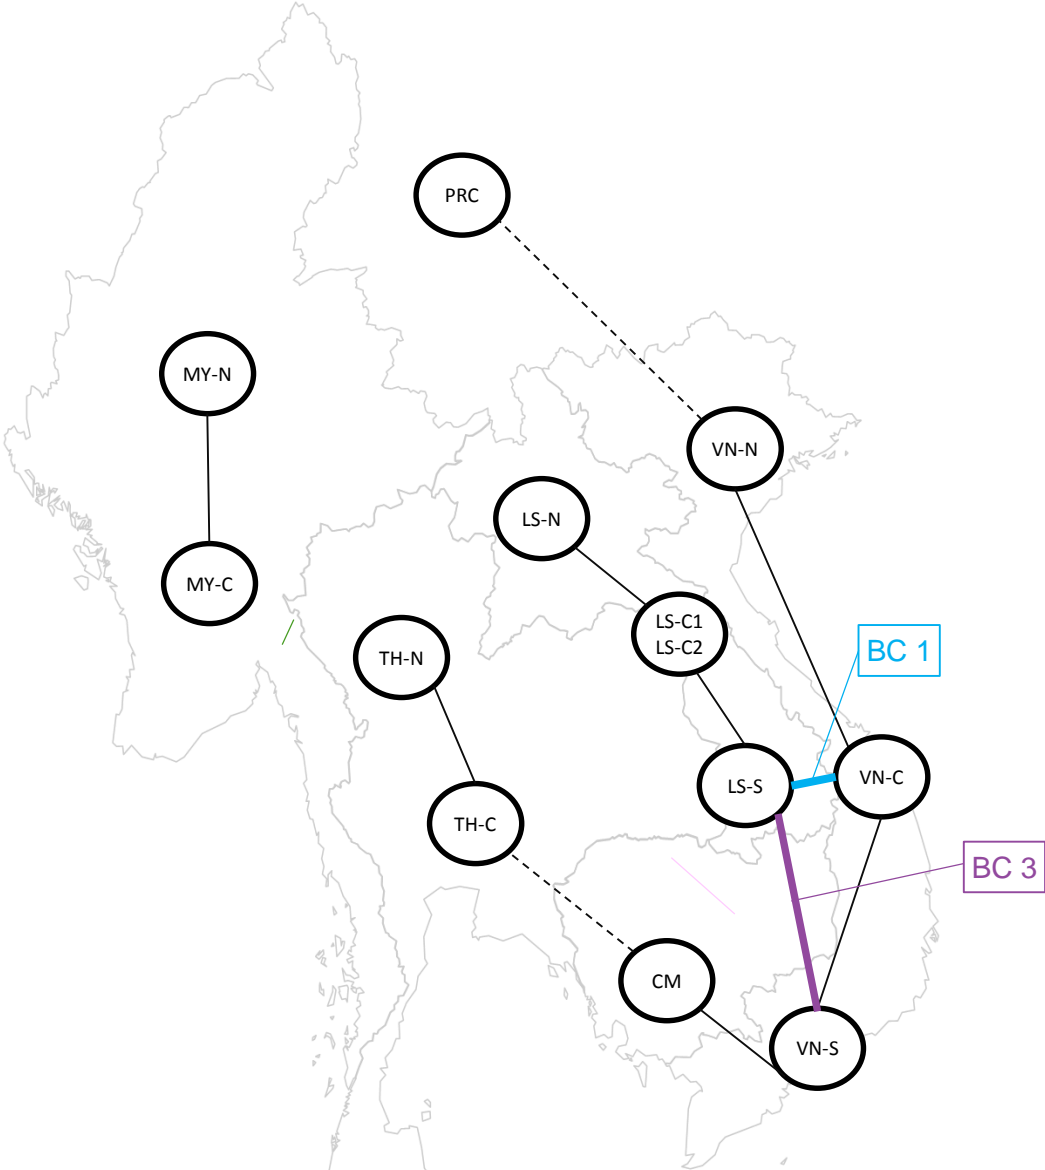 PRC
MY-N
VN-N
LS-N
MY-C
LS-C1
LS-C2
BC 1
TH-N
VN-C
LS-S
TH-C
BC 3
CM
VN-S